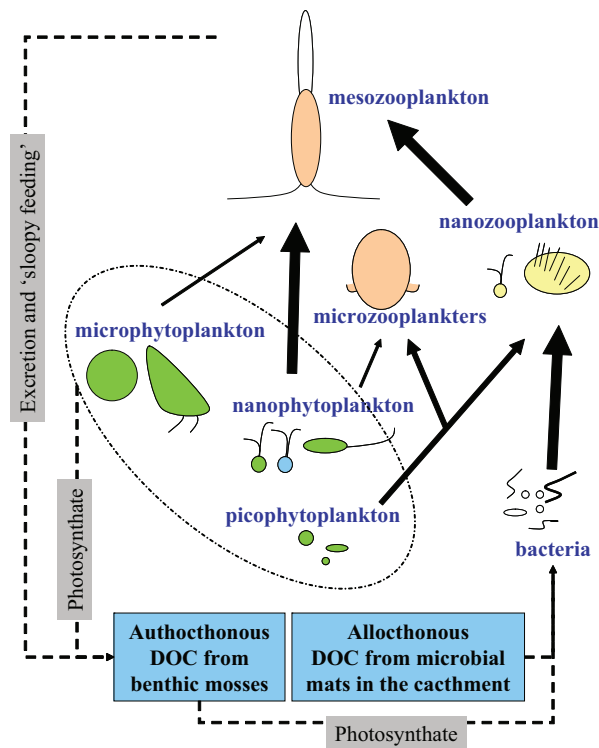 mesozooplankton
nanozooplankton
Excretion and ‘sloopy feeding’
microzooplankters
microphytoplankton
nanophytoplankton
picophytoplankton
bacteria
Photosynthate
Authocthonous
DOC from
benthic mosses
Allocthonous
DOC from microbial
mats in the cacthment
Photosynthate